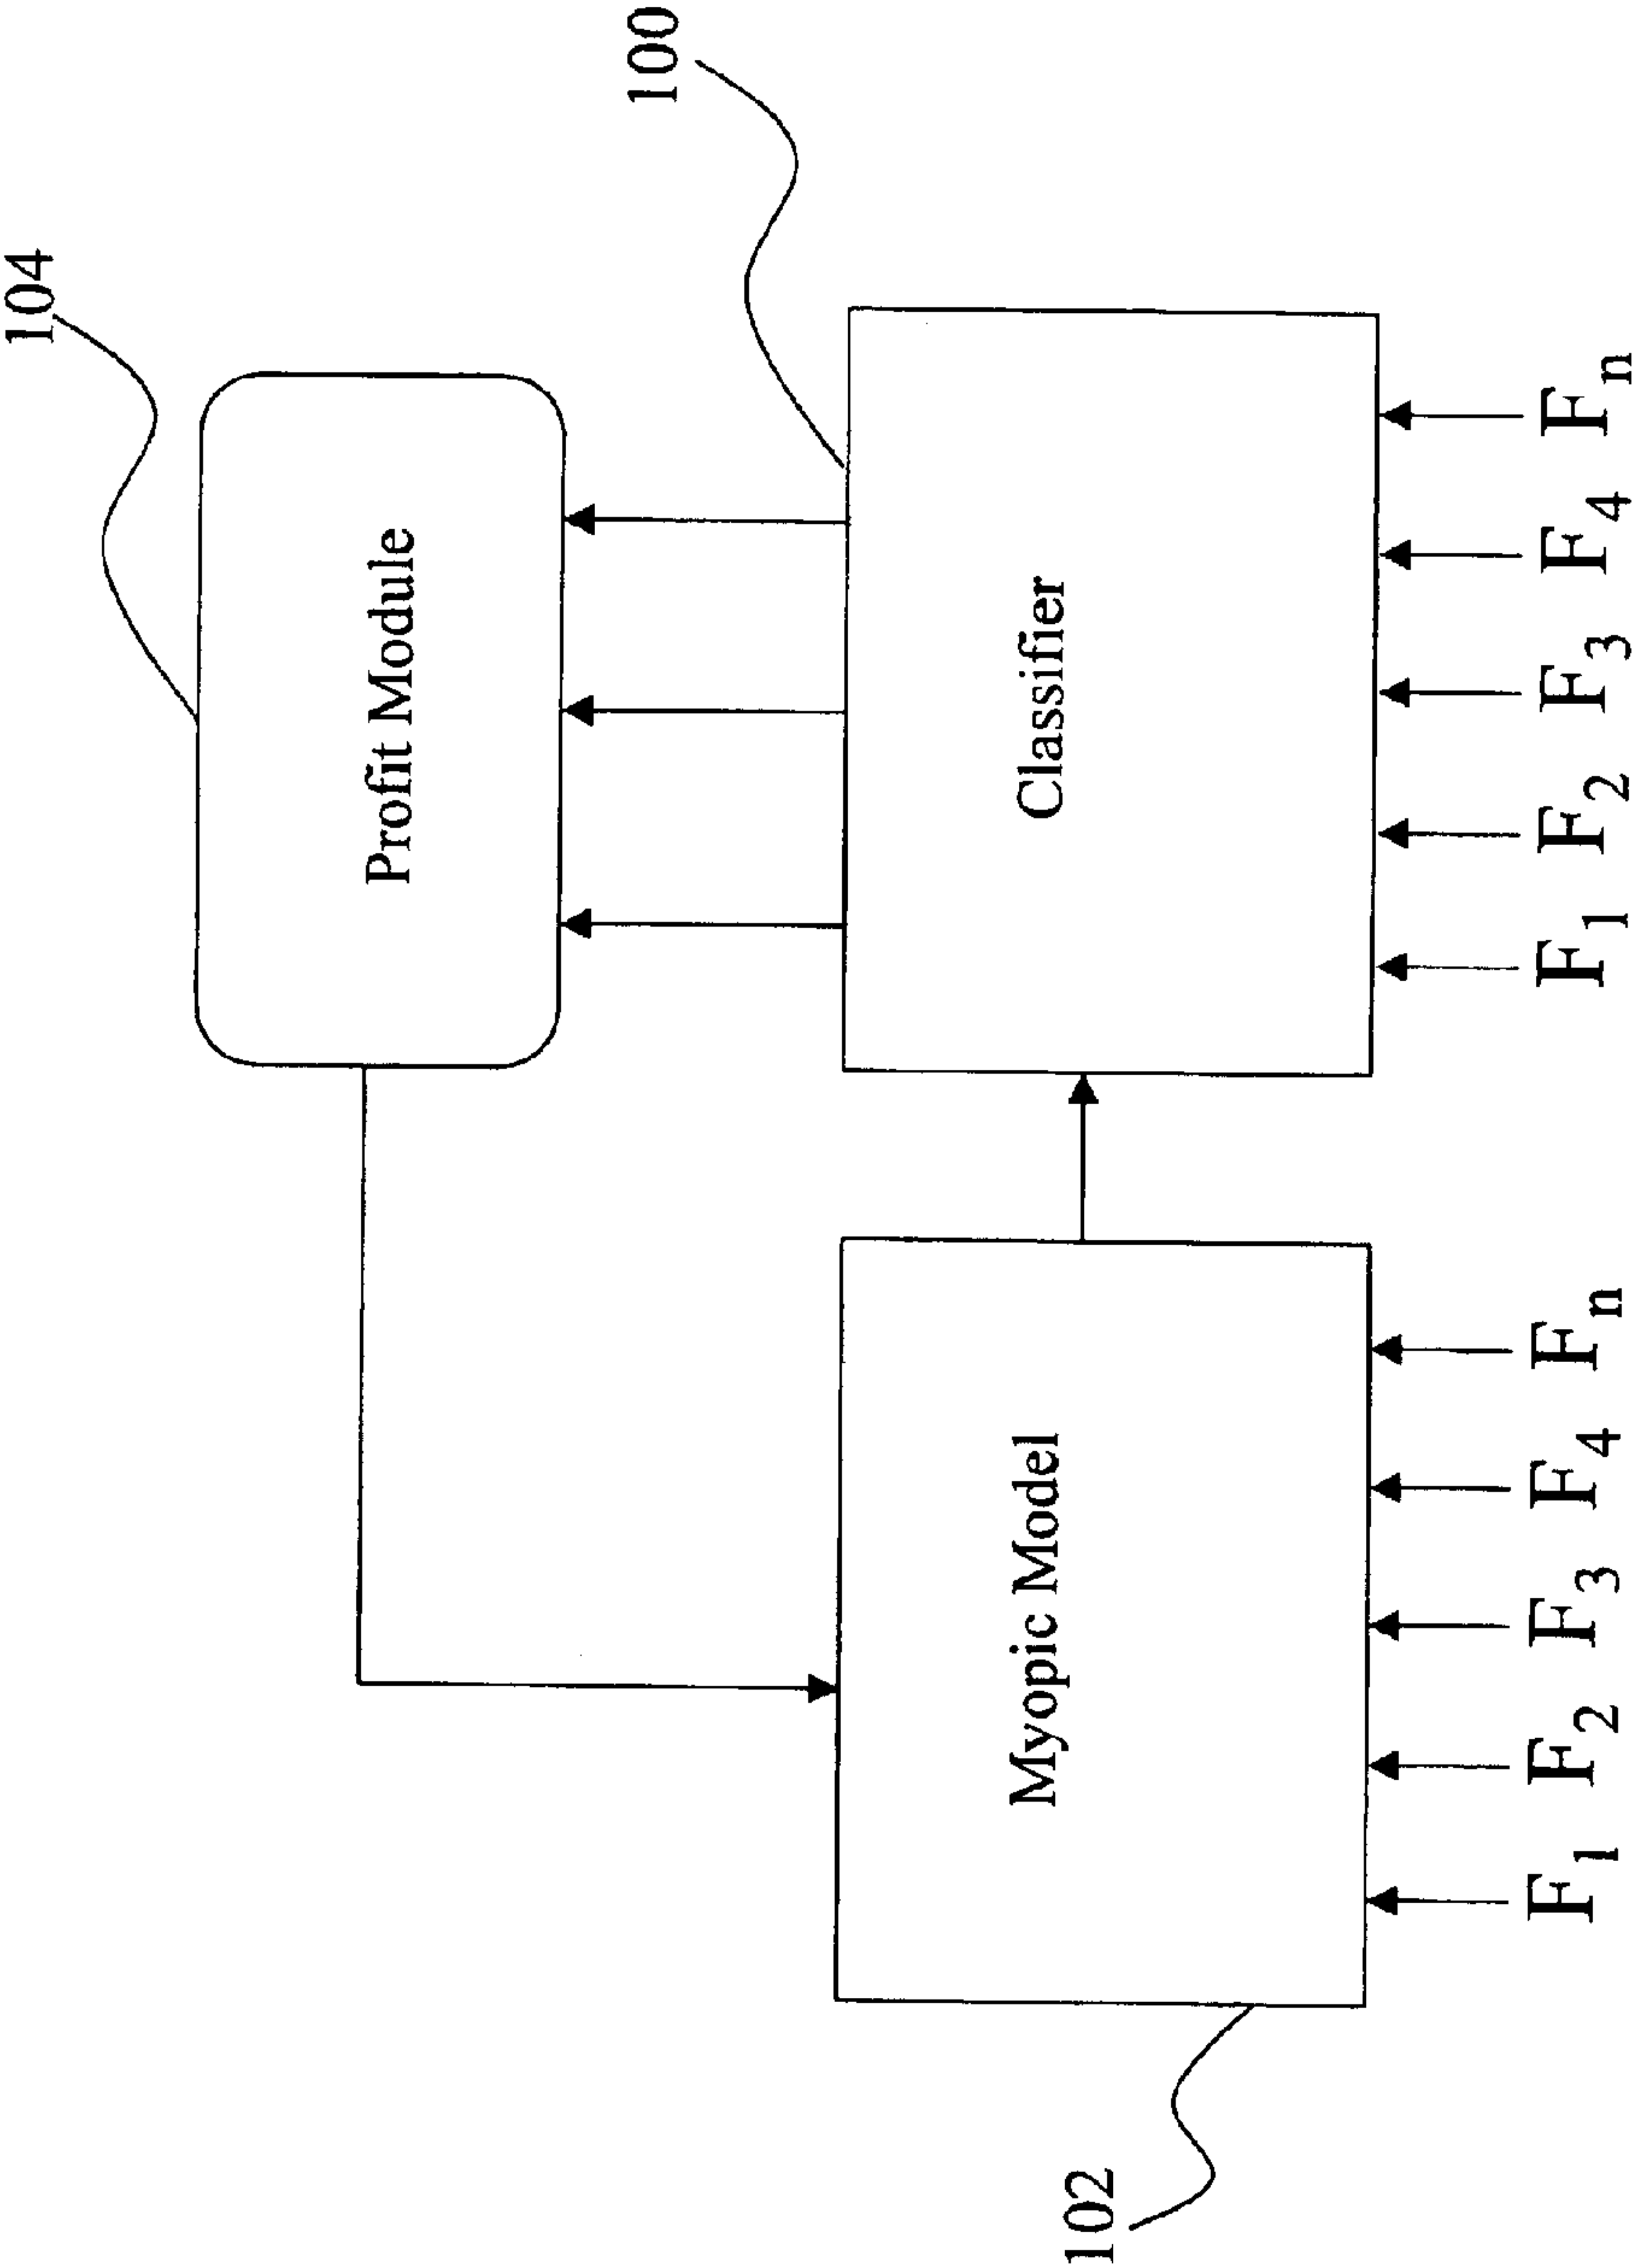 104
Profit Module
100
Classifier
F1 F2 F3 F4 Fn
Myopic Model
F1 F2 F3 F4 Fn
102